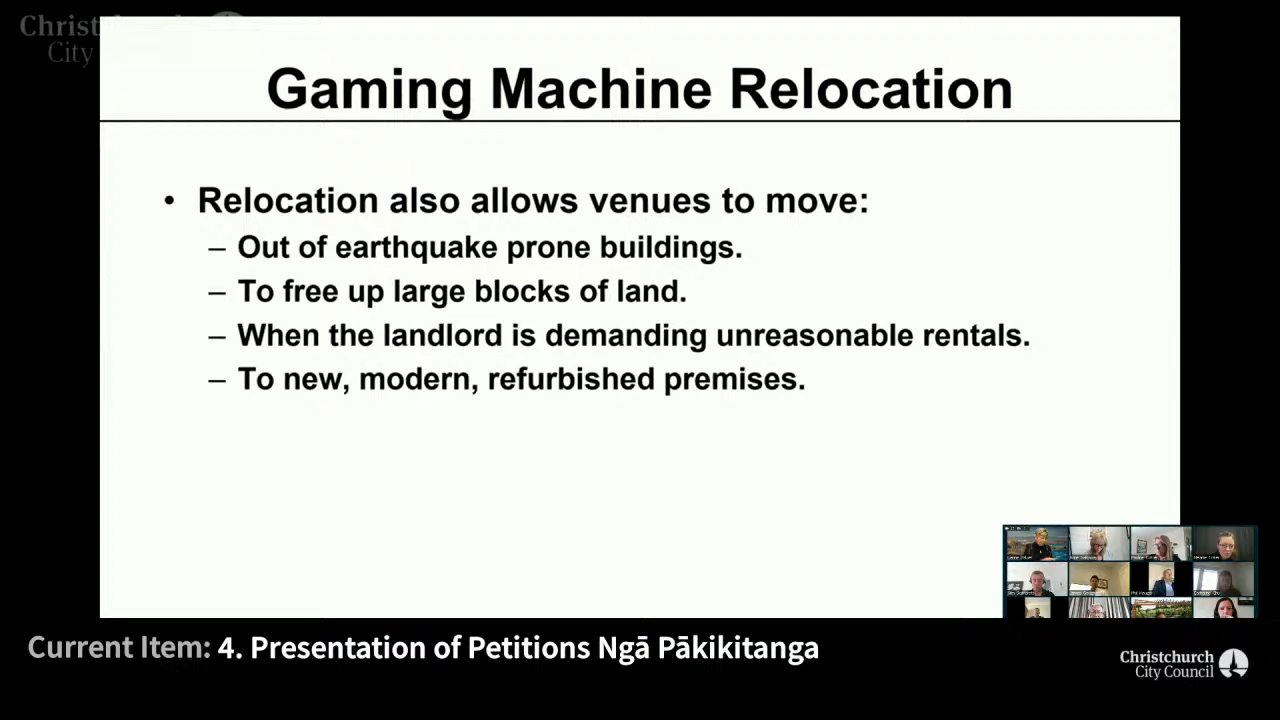 Christchurch
City
Gaming Machine Relocation
• Relocation also allows venues to move:
– Out of earthquake prone buildings.
– To free up large blocks of land.
– When the landlord is demanding unreasonable rentals.
– To new, modern, refurbished premises.
Current Item: 4. Presentation of Petitions Ngā Pākikitanga
Christchurch
City Council